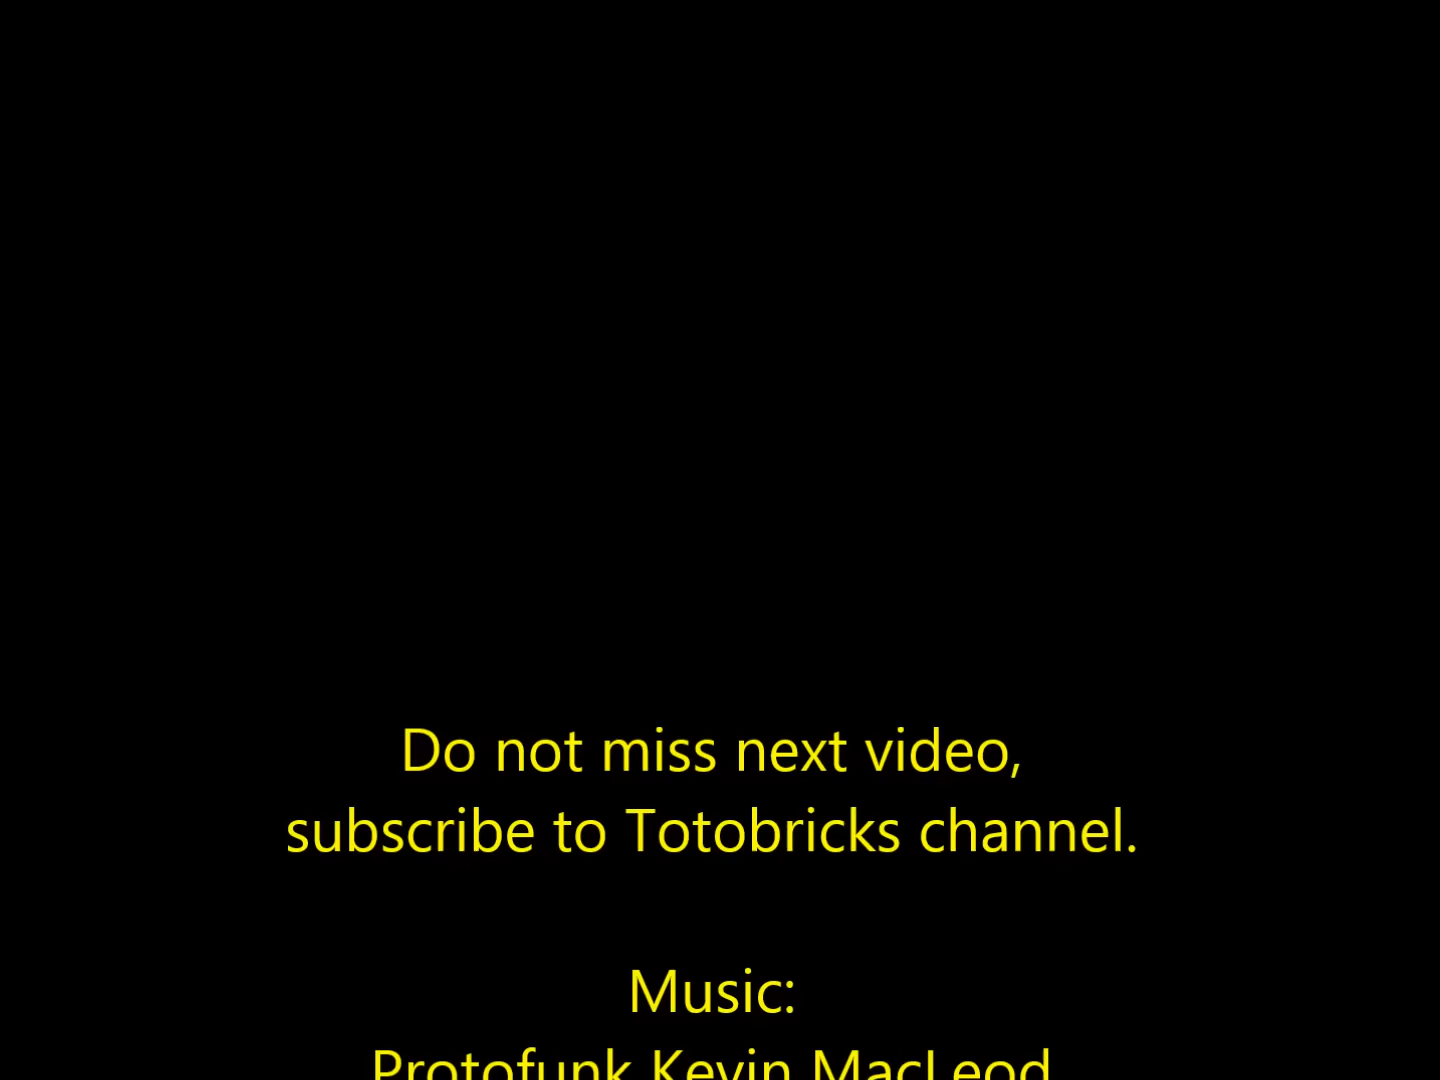 Do not miss next video,
subscribe to Totobricks channel.
Music:
Protofunk Kevin MacLeod